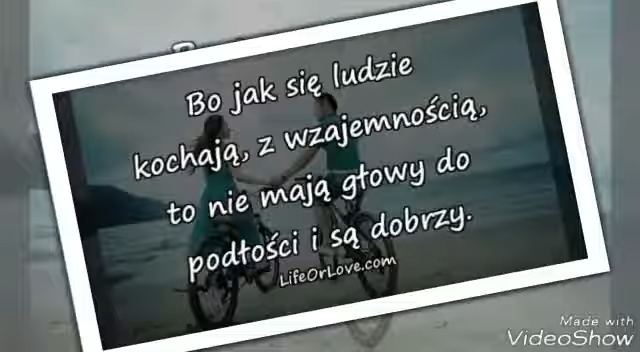 Bo jak się ludzie
kochają, z wzajemnością,
to nie mają głowy do
podłości i są dobrzy.
LifeOrLove.com
Made with
VideoShow